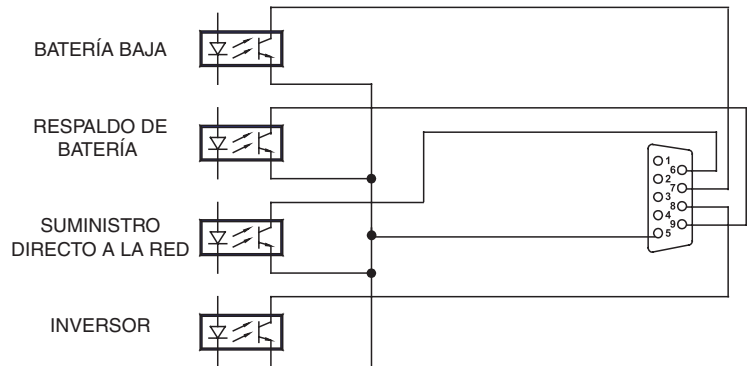 BATERÍA BAJA
RESPALDO DE
BATERÍA
SUMINISTRO
DIRECTO A LA RED
INVERSOR
1
6
2
7
3
8
4
9
5